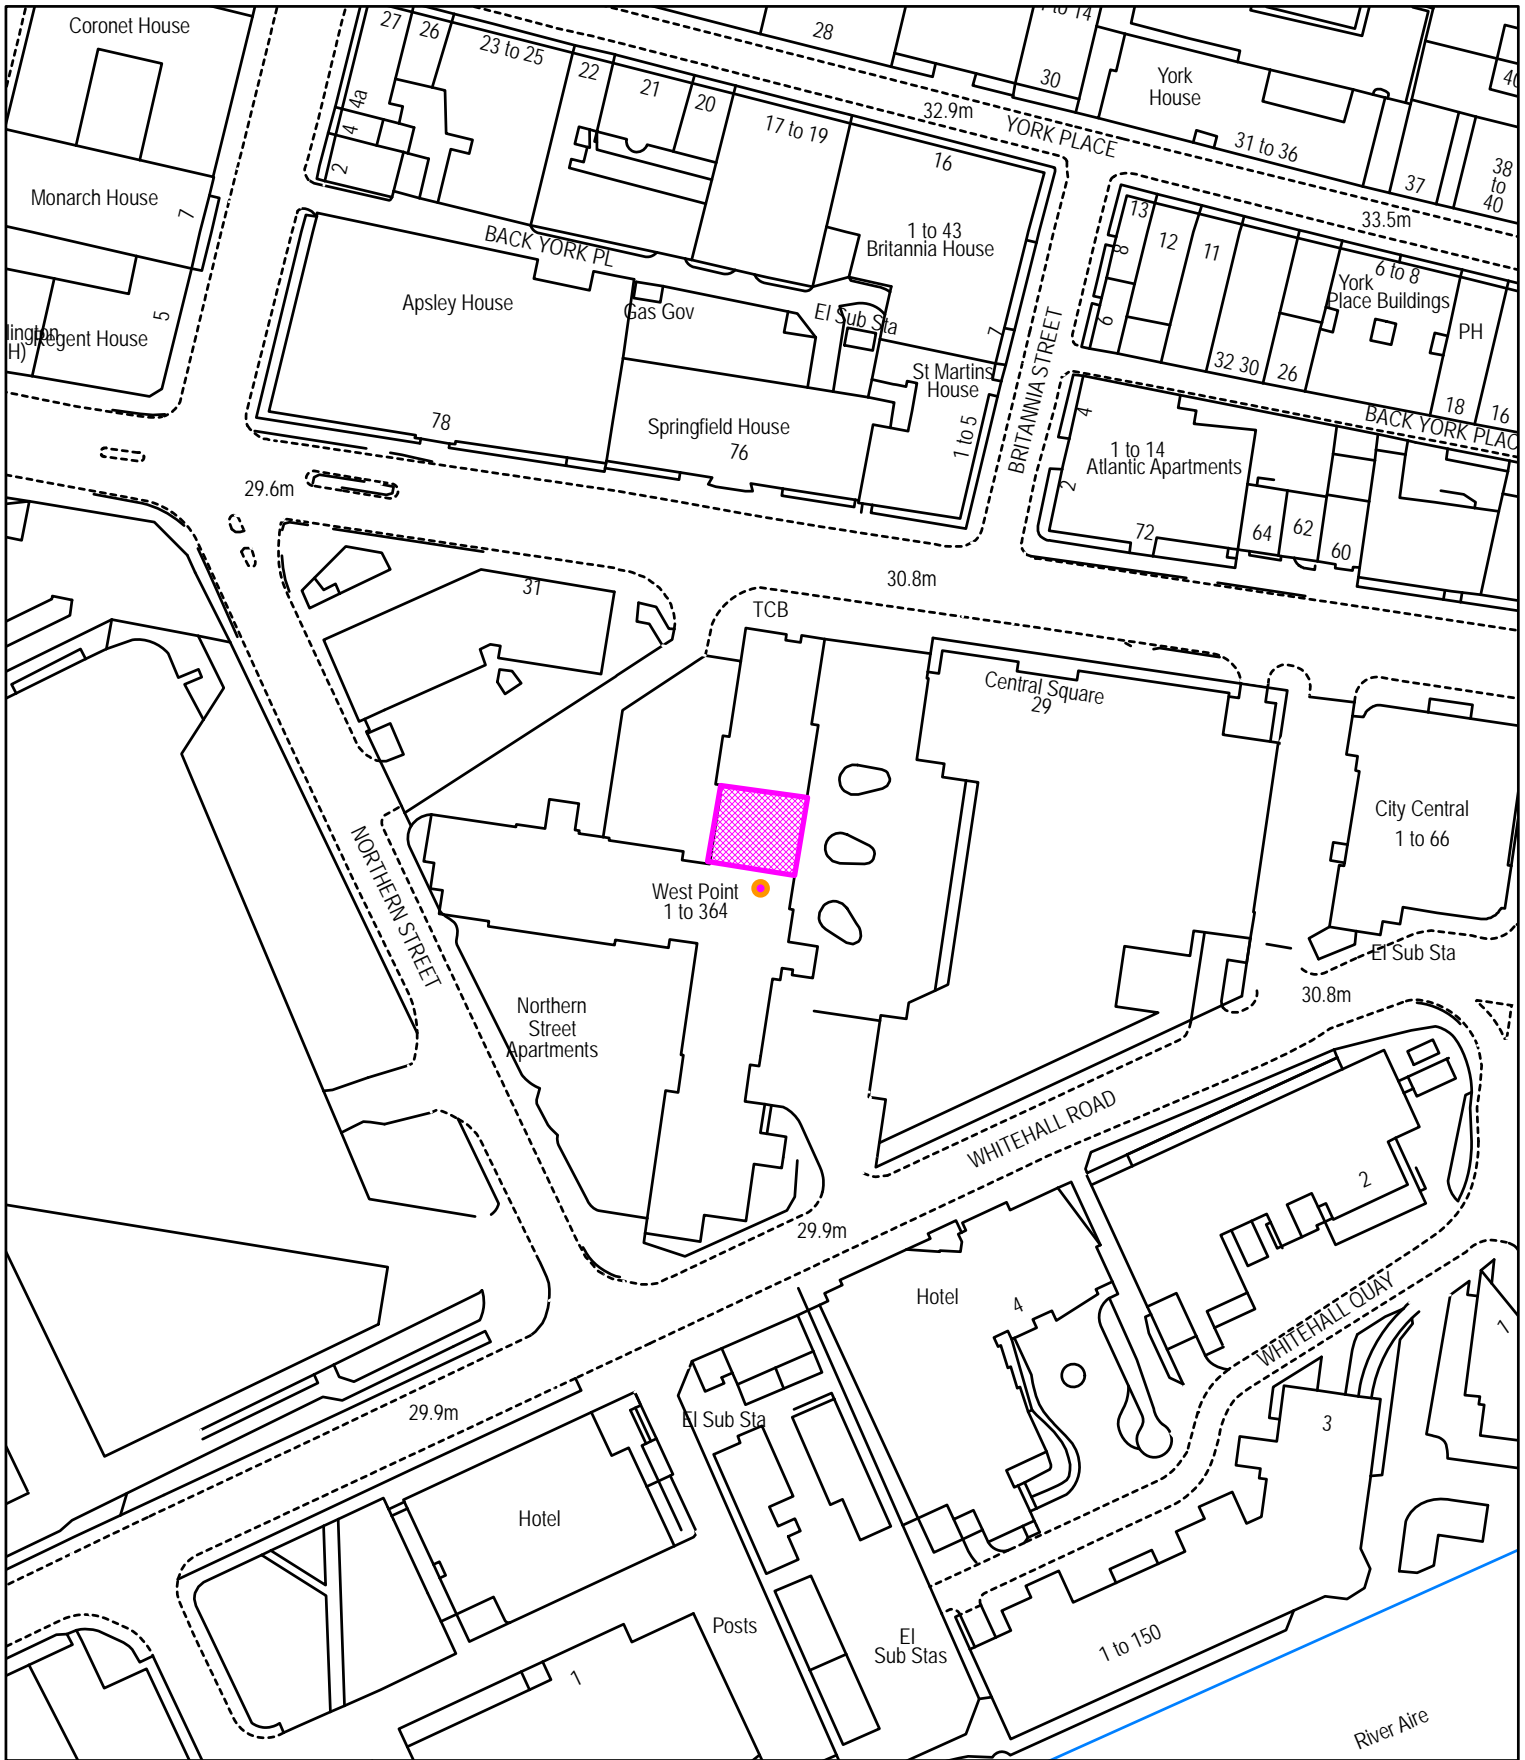 Coronet House
27
26
23 to 25
22
21
20
28
30
York
House
32.9m
YORK PLACE
31 to 36
37
38
to
40
4a
4
2
17 to 19
16
Monarch House
7
1 to 43
Britannia House
13
12
11
8
33.5m
6 to 8
York
Place Buildings
PH
BACK YORK PL
Apsley House
Gas Gov
El Sub Sta
7
6
5
Regent House
St Martins
House
BRITANNIA STREET
32 30
26
18
16
78
Springfield House
76
1 to 5
4
BACK YORK PLAC
1 to 14
Atlantic Apartments
2
29.6m
72
64
62
60
31
30.8m
TCB
Central Square
29
City Central
1 to 66
NORTHERN STREET
West Point
1 to 364
El Sub Sta
30.8m
Northern
Street
Apartments
WHITEHALL ROAD
2
29.9m
Hotel
4
WHITEHALL QUAY
1
29.9m
El Sub Sta
3
Hotel
Posts
El
Sub Stas
1 to 150
1
River Aire